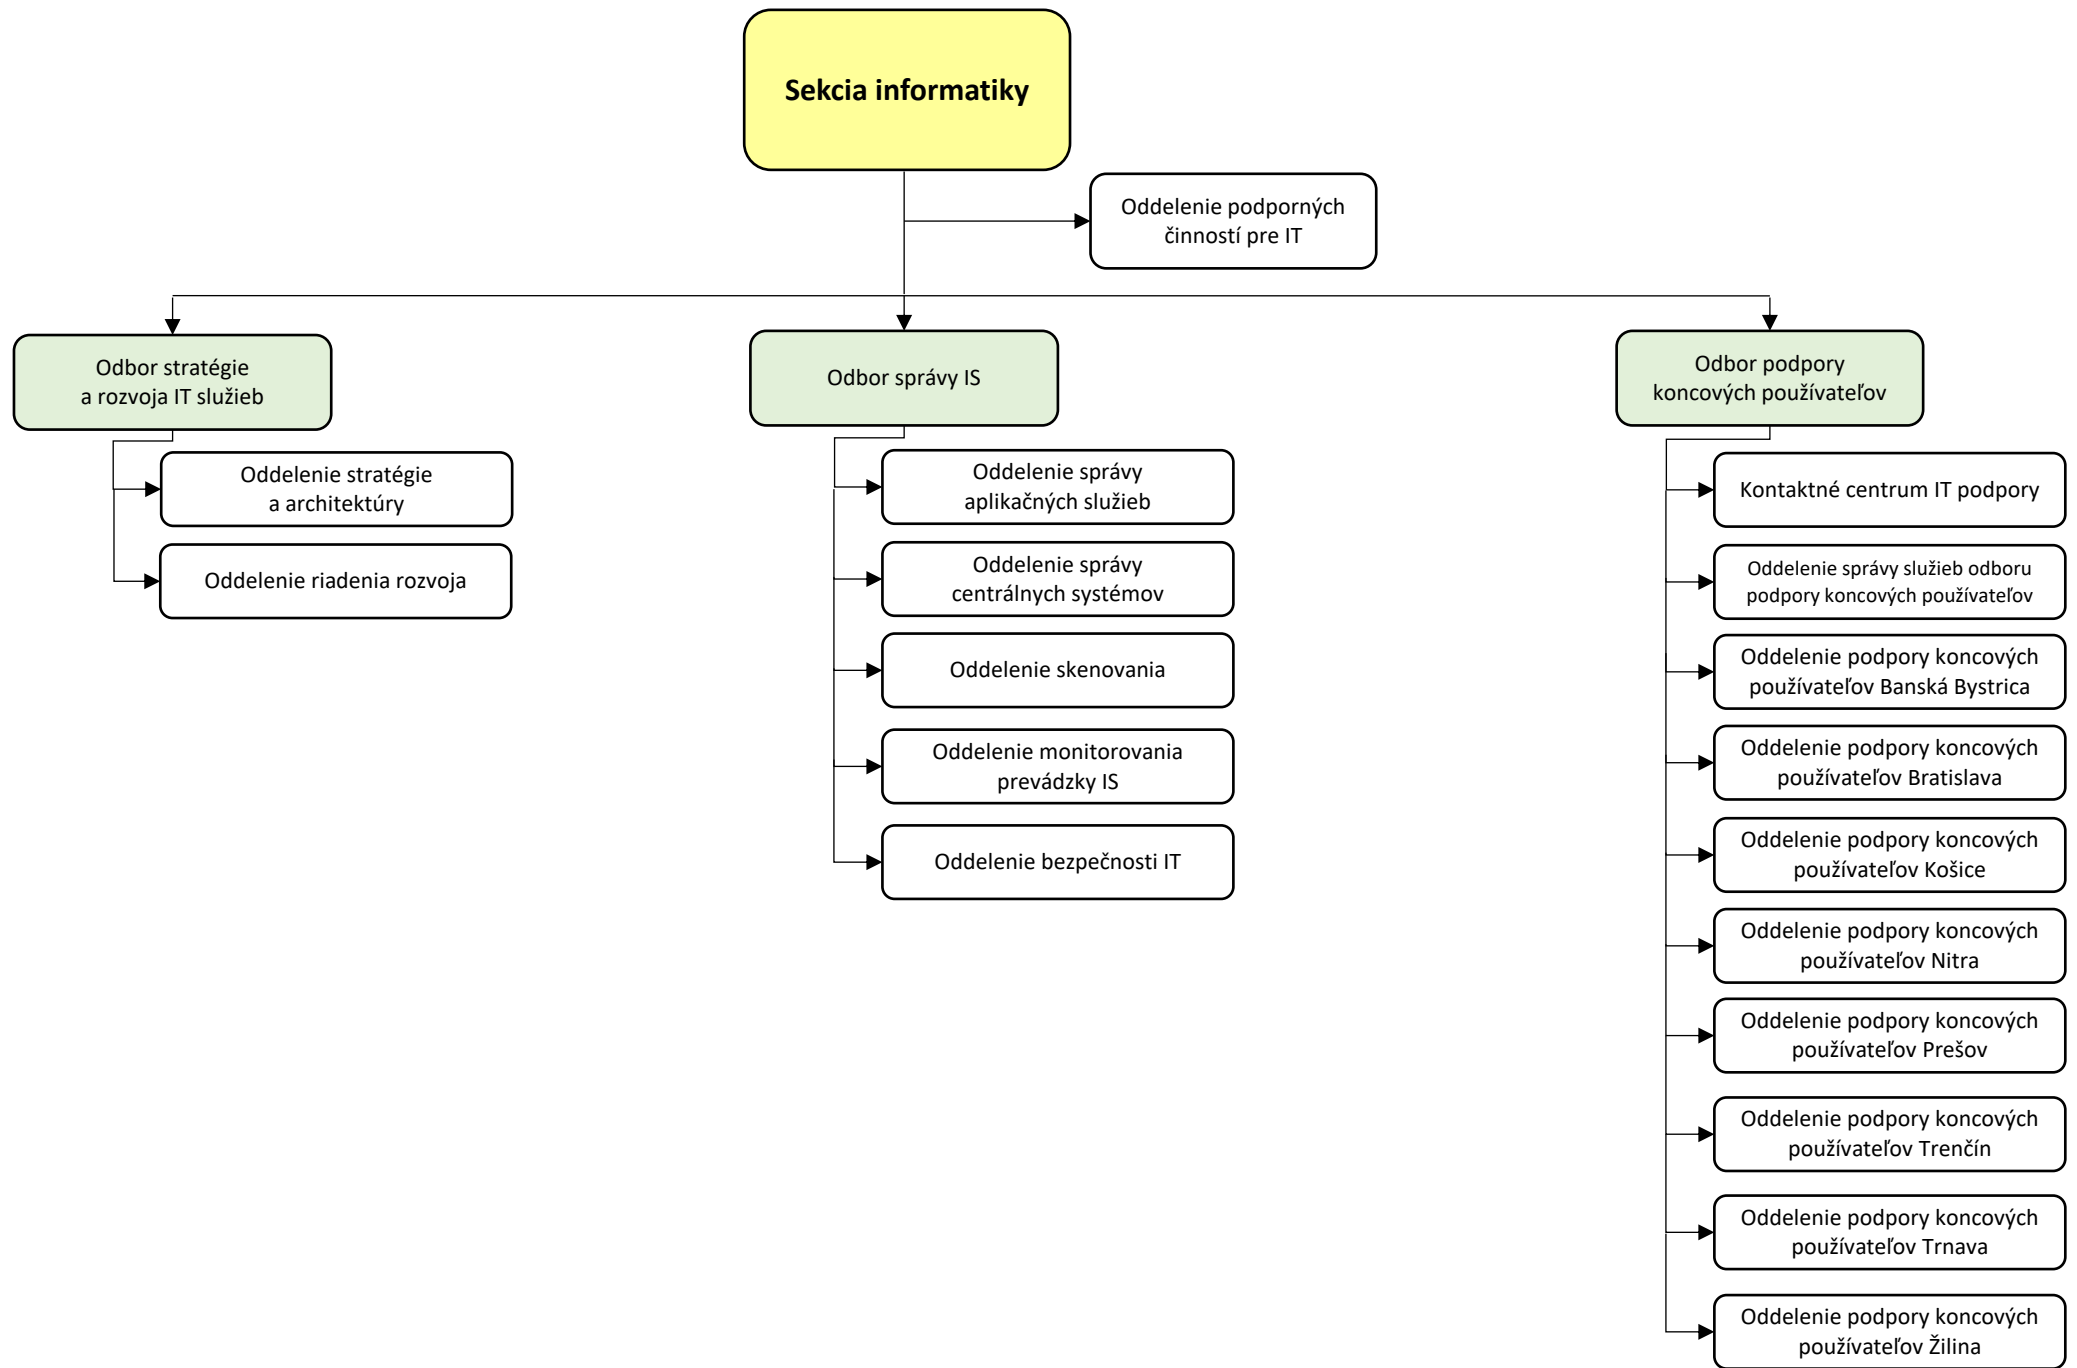 Sekcia informatiky
Oddelenie podporných
činností pre IT
Odbor stratégie
a rozvoja IT služieb
Oddelenie stratégie
a architektúry
Oddelenie riadenia rozvoja
Odbor správy IS
Oddelenie správy
aplikačných služieb
Oddelenie správy
centrálnych systémov
Oddelenie skenovania
Oddelenie monitorovania
prevádzky IS
Oddelenie bezpečnosti IT
Odbor podpory
koncových používateľov
Kontaktné centrum IT podpory
Oddelenie správy služieb odboru
podpory koncových používateľov
Oddelenie podpory koncových
používateľov Banská Bystrica
Oddelenie podpory koncových
používateľov Bratislava
Oddelenie podpory koncových
používateľov Košice
Oddelenie podpory koncových
používateľov Nitra
Oddelenie podpory koncových
používateľov Prešov
Oddelenie podpory koncových
používateľov Trenčín
Oddelenie podpory koncových
používateľov Trnava
Oddelenie podpory koncových
používateľov Žilina